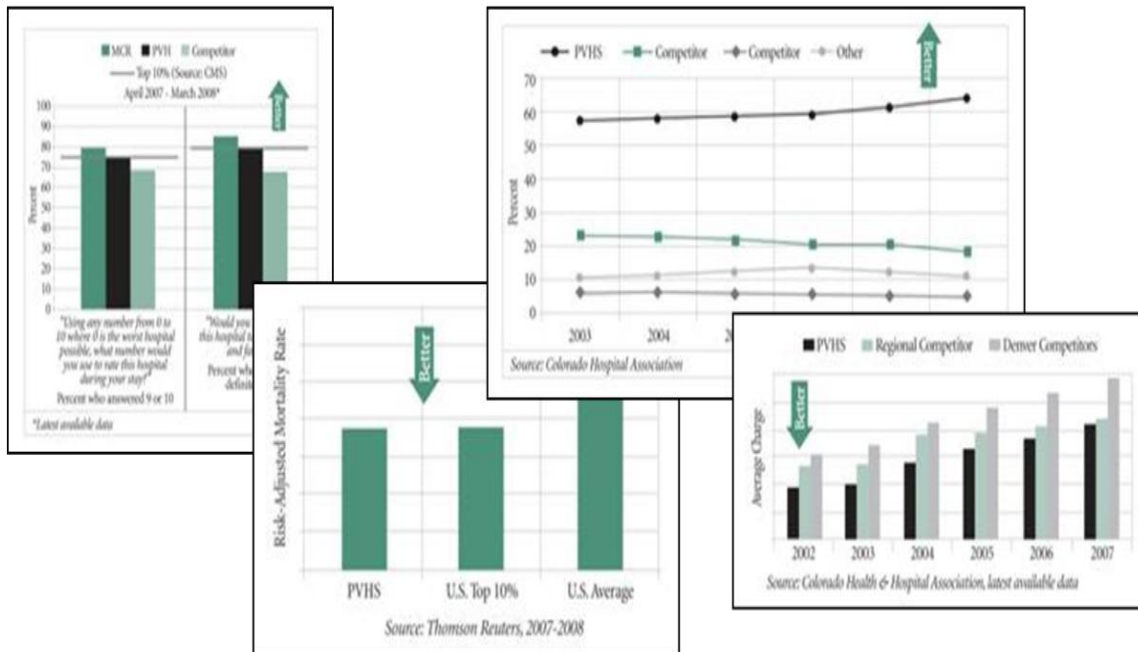 MCR PVH Competitor
Top 10% (Source: CMS)
April 2007 - March 2008*
Better
100
90
80
70
60
50
40
30
20
10
0
Percent
"Using any number from 0 to
10 where 0 is the worst hospital
possible, what number would
you use to rate this hospital
during your stay?"
Percent who answered 9 or 10
"Would you
this hospital
and
Percent
*Latest available data
PVHS Competitor Competitor Other
Better
70
60
50
40
30
20
10
0
Percent
2003 2004
Source: Colorado Hospital Association
Risk-Adjusted Mortality Rate
Better
PVHS U.S. Top 10% U.S. Average
Source: Thomson Reuters, 2007-2008
PVHS Regional Competitor Denver Competitors
Better
Average Charge
2002 2003 2004 2005 2006 2007
Source: Colorado Health & Hospital Association, latest available data